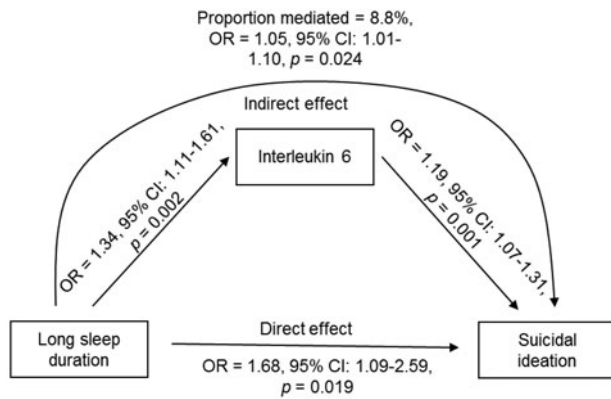 Proportion mediated = 8.8%,
OR = 1.05, 95% CI: 1.01-
1.10, p = 0.024
Indirect effect
Interleukin 6
OR = 1.34, 95% CI: 1.11-1.61,
p = 0.002
OR = 1.19, 95% CI: 1.07-1.31,
p = 0.001
Long sleep
duration
Direct effect
OR = 1.68, 95% CI: 1.09-2.59,
p = 0.019
Suicidal
ideation